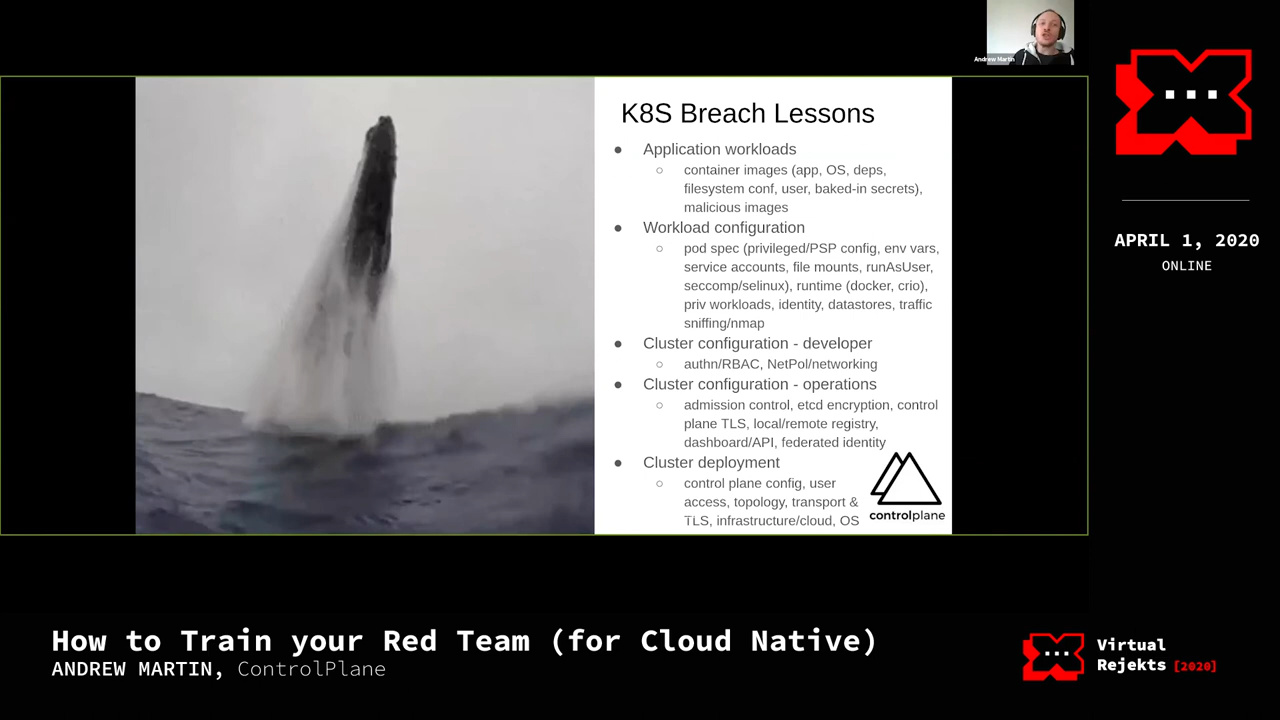 Andrew Martin
K8S Breach Lessons
● Application workloads
○ container images (app, OS, deps,
filesystem conf, user, baked-in secrets),
malicious images
● Workload configuration
○ pod spec (privileged/PSP config, env vars,
service accounts, file mounts, runAsUser,
seccomp/selinux), runtime (docker, crio),
priv workloads, identity, datastores, traffic
sniffing/nmap
● Cluster configuration - developer
○ authn/RBAC, NetPol/networking
● Cluster configuration - operations
○ admission control, etcd encryption, control
plane TLS, local/remote registry,
dashboard/API, federated identity
● Cluster deployment
○ control plane config, user
access, topology, transport &
TLS, infrastructure/cloud, OS
controlplane
APRIL 1, 2020
ONLINE
How to Train your Red Team (for Cloud Native)
ANDREW MARTIN, ControlPlane
Virtual
Rejekts [2020]